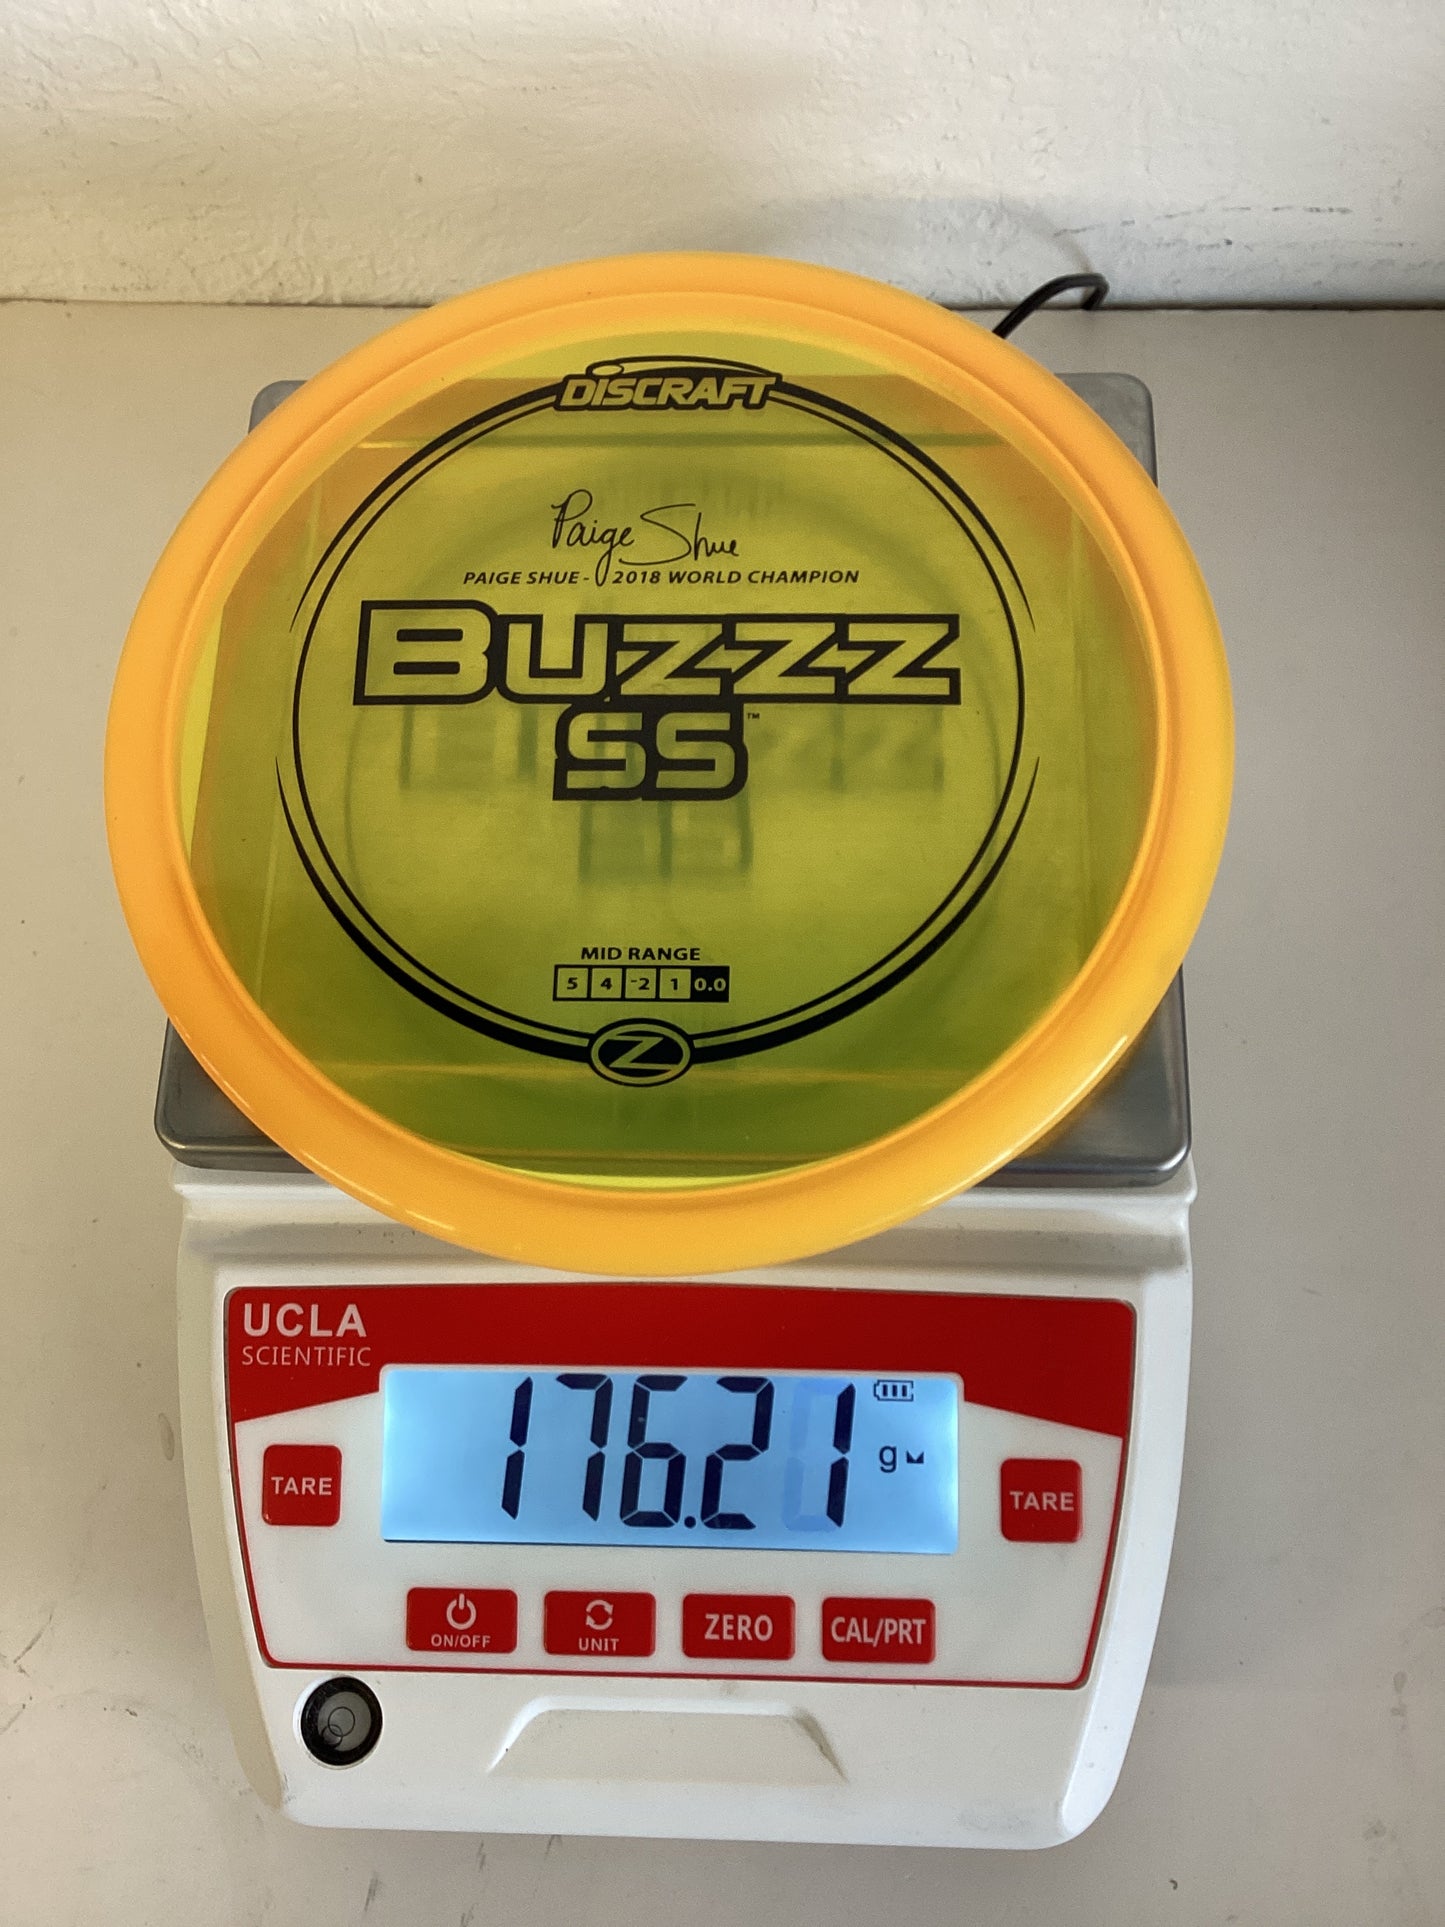 DISCRAFT
Paige Shue
PAIGE SHUE - 2018 WORLD CHAMPION
BUZZZ
SS™
MID RANGE
5 4 -2 1 0.0
Z
UCLA
SCIENTIFIC
176.21 g
TARE
TARE
ON/OFF UNIT ZERO CAL/PRT